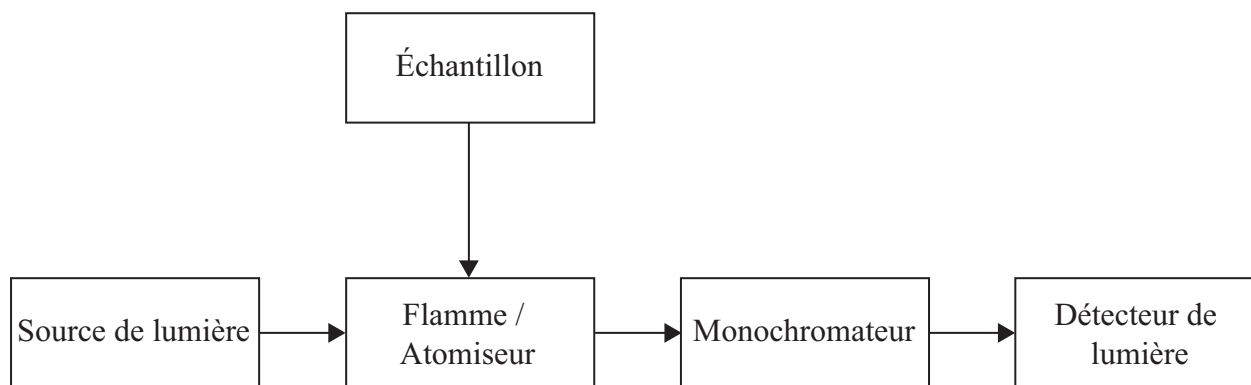 Échantillon
Source de lumière
Flamme /
Atomiseur
Monochromateur
Détecteur de
lumière